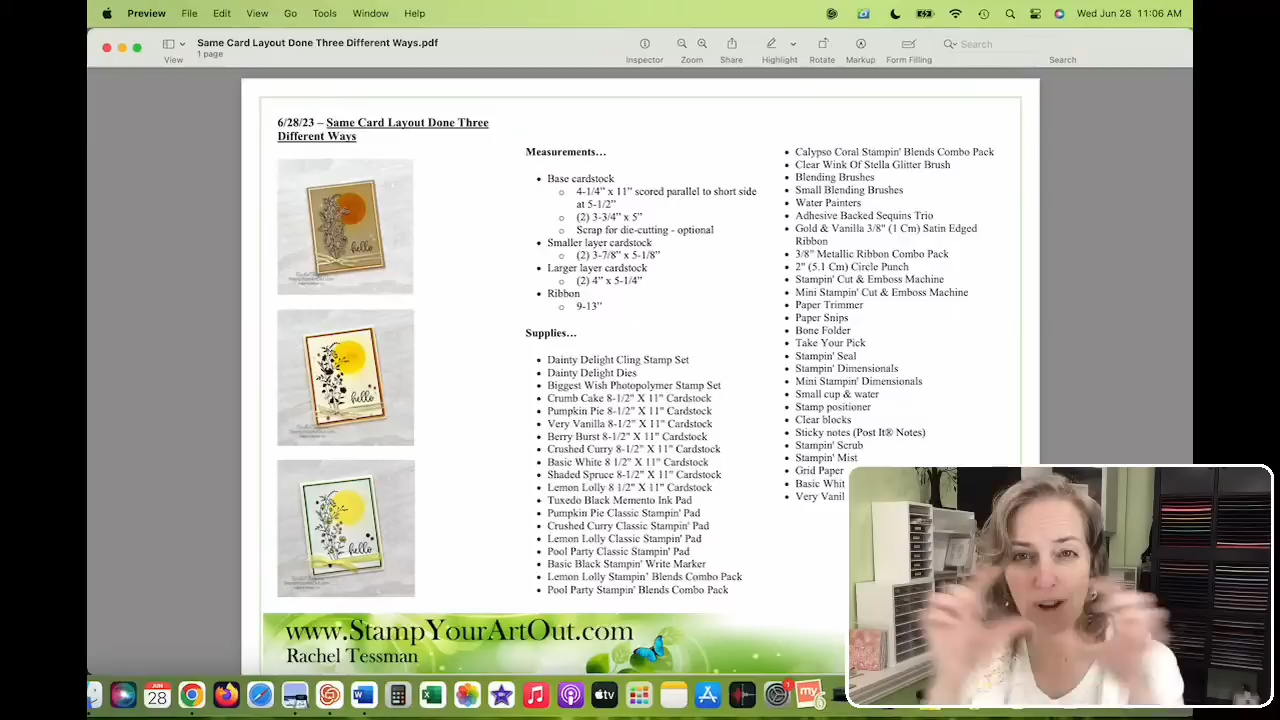 Preview File Edit View Go Tools Window Help
Wed Jun 28 11:06 AM
Same Card Layout Done Three Different Ways.pdf
1 page
View
Inspector Zoom Share Highlight Rotate Markup Form Filling
Search
Search
6/28/23 – Same Card Layout Done Three
Different Ways
hello
hello
hello
Measurements…
• Base cardstock
o 4-1/4” x 11” scored parallel to short side
at 5-1/2”
o (2) 3-3/4” x 5”
o Scrap for die-cutting - optional
• Smaller layer cardstock
o (2) 3-7/8” x 5-1/8”
• Larger layer cardstock
o (2) 4” x 5-1/4”
• Ribbon
o 9-13”
Supplies…
• Dainty Delight Cling Stamp Set
• Dainty Delight Dies
• Biggest Wish Photopolymer Stamp Set
• Crumb Cake 8-1/2" X 11" Cardstock
• Pumpkin Pie 8-1/2" X 11" Cardstock
• Very Vanilla 8-1/2" X 11" Cardstock
• Berry Burst 8-1/2" X 11" Cardstock
• Crushed Curry 8-1/2" X 11" Cardstock
• Basic White 8 1/2" X 11" Cardstock
• Shaded Spruce 8-1/2" X 11" Cardstock
• Lemon Lolly 8 1/2" X 11" Cardstock
• Tuxedo Black Memento Ink Pad
• Pumpkin Pie Classic Stampin' Pad
• Crushed Curry Classic Stampin' Pad
• Lemon Lolly Classic Stampin' Pad
• Pool Party Classic Stampin' Pad
• Basic Black Stampin' Write Marker
• Lemon Lolly Stampin’ Blends Combo Pack
• Pool Party Stampin' Blends Combo Pack
• Calypso Coral Stampin' Blends Combo Pack
• Clear Wink Of Stella Glitter Brush
• Blending Brushes
• Small Blending Brushes
• Water Painters
• Adhesive Backed Sequins Trio
• Gold & Vanilla 3/8" (1 Cm) Satin Edged
Ribbon
• 3/8" Metallic Ribbon Combo Pack
• 2" (5.1 Cm) Circle Punch
• Stampin' Cut & Emboss Machine
• Mini Stampin' Cut & Emboss Machine
• Paper Trimmer
• Paper Snips
• Bone Folder
• Take Your Pick
• Stampin' Seal
• Stampin' Dimensionals
• Mini Stampin' Dimensionals
• Small cup & water
• Stamp positioner
• Clear blocks
• Sticky notes (Post It® Notes)
• Stampin' Scrub
• Stampin' Mist
• Grid Paper
• Basic Whit
• Very Vanil
www.StampYourArtOut.com
Rachel Tessman
JUN
28
tv
1
my